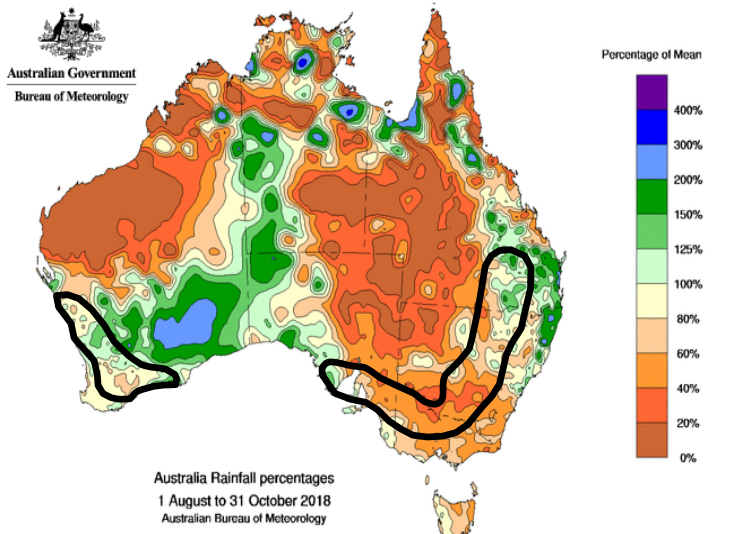 Australian Government
Bureau of Meteorology
Percentage of Mean
400%
300%
200%
150%
125%
100%
80%
60%
40%
20%
0%
Australia Rainfall percentages
1 August to 31 October 2018
Australian Bureau of Meteorology